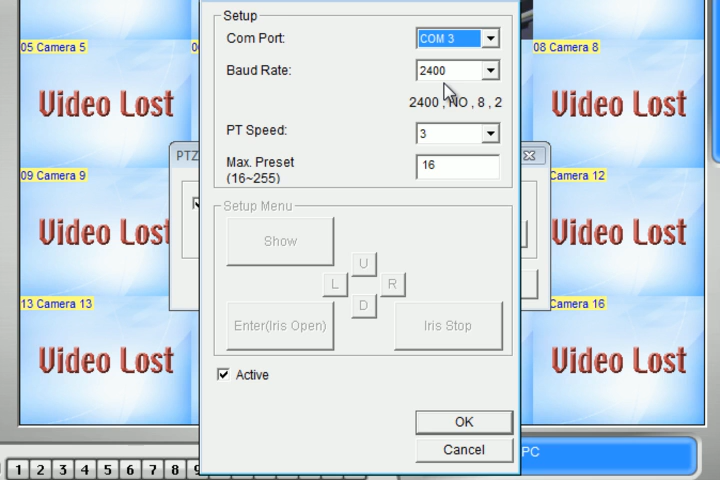 Setup
Com Port:
COM 3
05 Camera 5
08 Camera 8
Baud Rate:
2400
Video Lost
Video Lost
2400 , NO , 8 , 2
PT Speed:
3
PTZ
Max. Preset
(16~255)
16
09 Camera 9
Camera 12
Setup Menu
Video Lost
Show
Video Lost
U
L
R
D
13 Camera 13
Camera 16
Enter(Iris Open)
Iris Stop
Video Lost
Video Lost
Active
OK
Cancel
PC
1 2 3 4 5 6 7 8 9